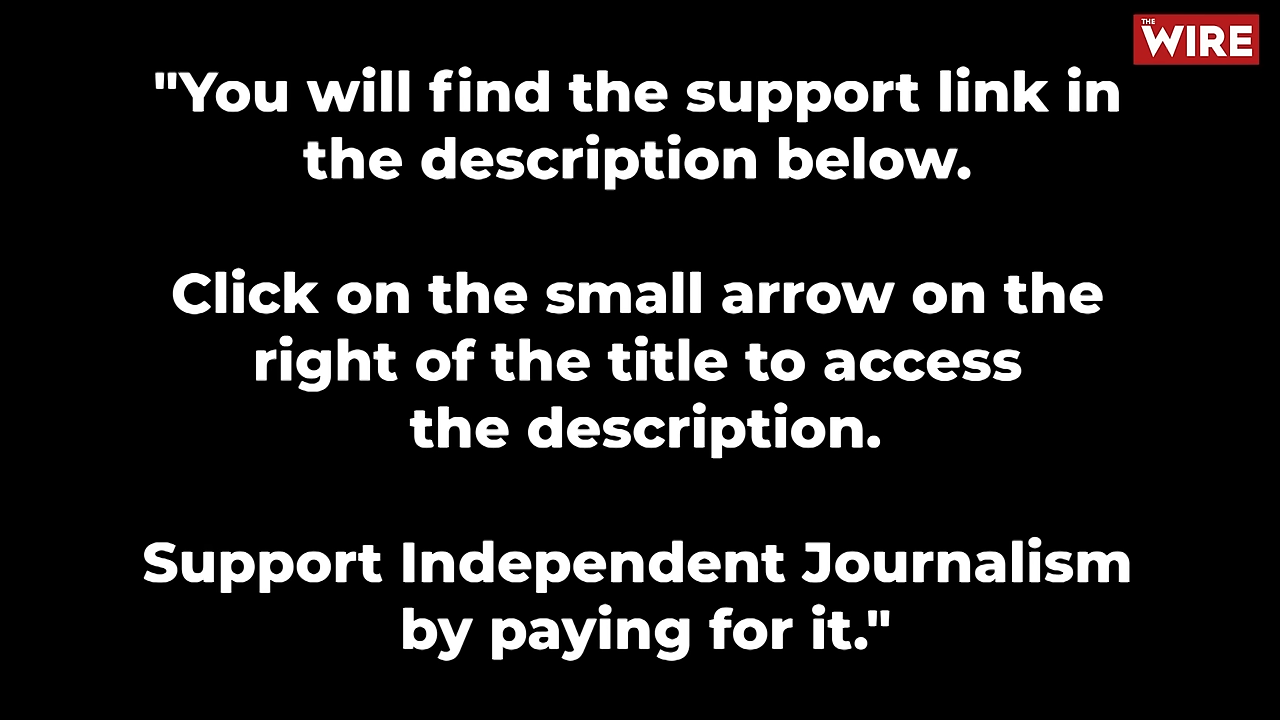 THE
WIRE
"You will find the support link in
the description below.
Click on the small arrow on the
right of the title to access
the description.
Support Independent Journalism
by paying for it."